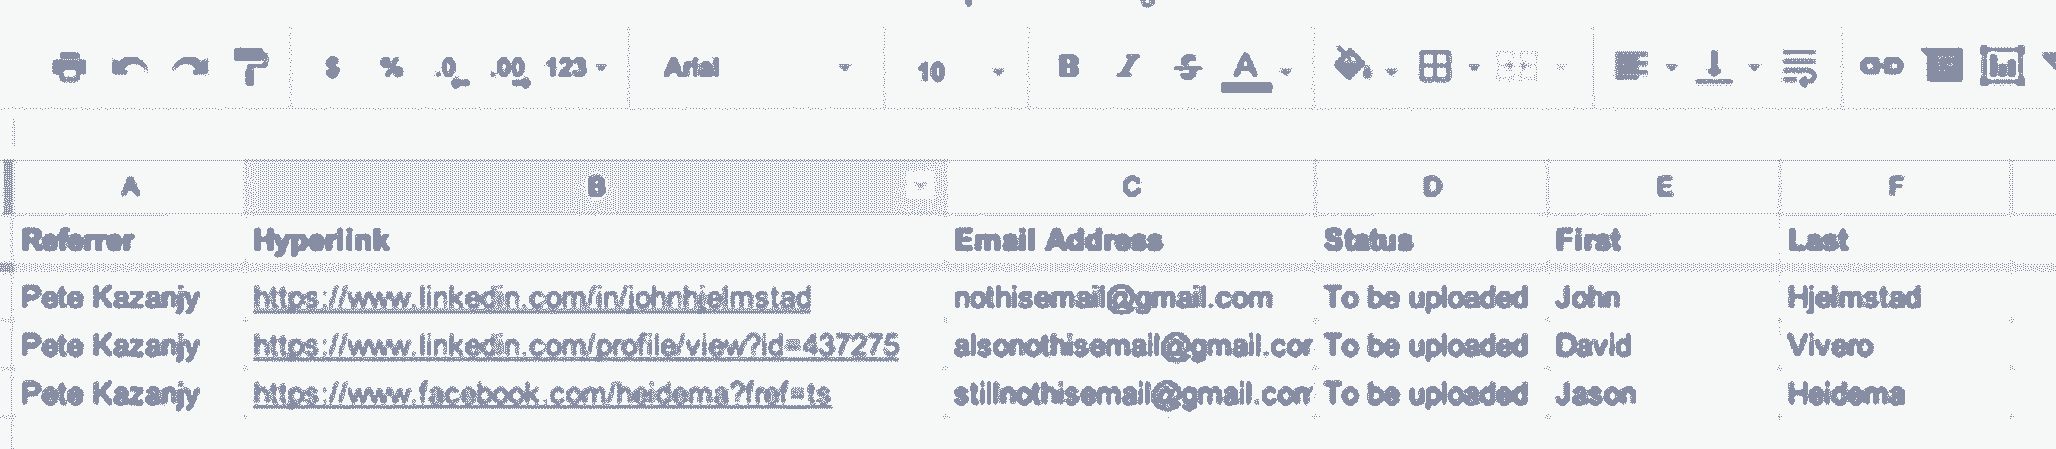 $ % .0 .00 123 Arial 10 B I S A
A B C D E F
Referrer Hyperlink Email Address Status First Last
Pete Kazanjy https://www.linkedin.com/in/johnhjelmstad nothisemail@gmail.com To be uploaded John Hjelmstad
Pete Kazanjy https://www.linkedin.com/profile/view?id=437275 alsonothisemail@gmail.cor To be uploaded David Vivero
Pete Kazanjy https://www.facebook.com/heidema?fref=ts stillnothisemail@gmail.con To be uploaded Jason Heidema